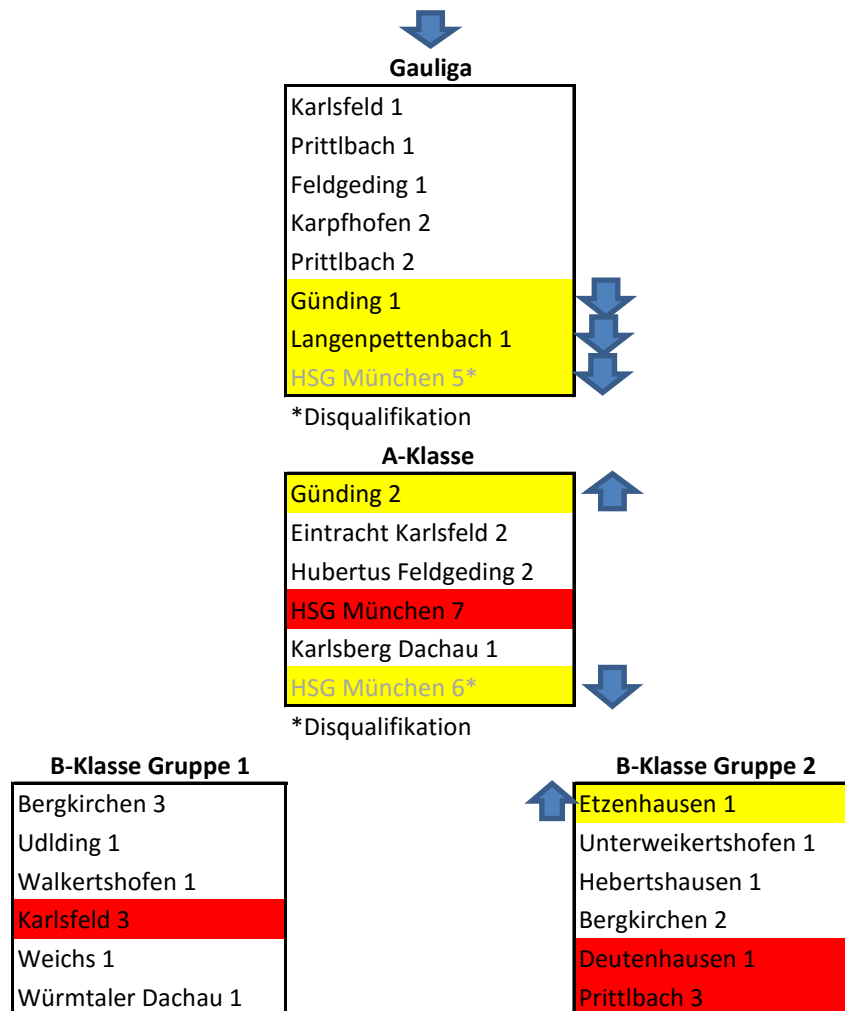 Gauliga
Karlsfeld 1
Prittlbach 1
Feldgeding 1
Karpfhofen 2
Prittlbach 2
Günding 1
Langenpettenbach 1
HSG München 5*
*Disqualifikation
A-Klasse
Günding 2
Eintracht Karlsfeld 2
Hubertus Feldgeding 2
HSG München 7
Karlsberg Dachau 1
HSG München 6*
*Disqualifikation
B-Klasse Gruppe 1
Bergkirchen 3
Udlding 1
Walkertshofen 1
Karlsfeld 3
Weichs 1
Würmtaler Dachau 1
B-Klasse Gruppe 2
Etzenhausen 1
Unterweikertshofen 1
Hebertshausen 1
Bergkirchen 2
Deutenhausen 1
Prittlbach 3